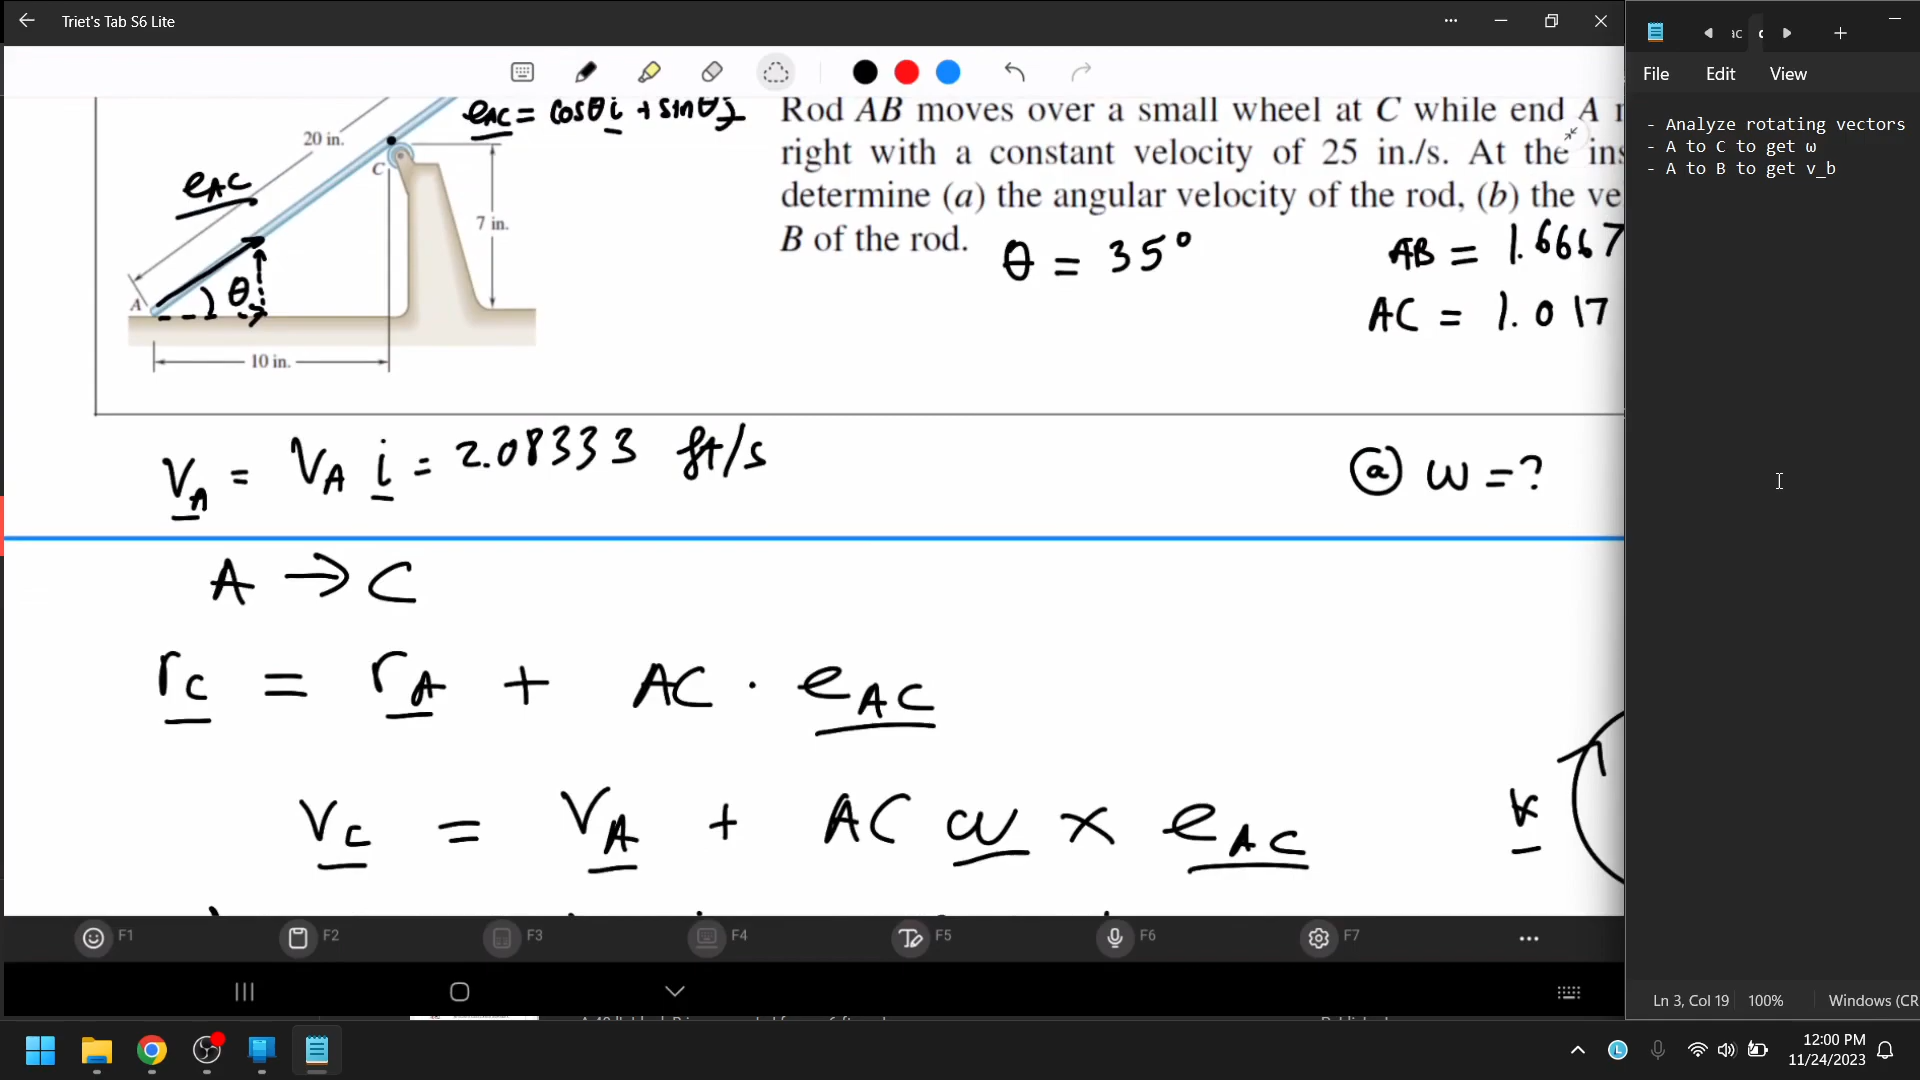 Triet's Tab S6 Lite
File Edit View
- Analyze rotating vectors
- A to C to get ω
- A to B to get v_b
20 in.
e_AC = cosθ i + sinθ j
e_AC
C
7 in.
A
θ
10 in.
Rod AB moves over a small wheel at C while end A
right with a constant velocity of 25 in./s. At the ins
determine (a) the angular velocity of the rod, (b) the ve
B of the rod.
θ = 35°
AB = 1.6667
AC = 1.017
V_A = V_A i = 2.08333 ft/s
ⓐ ω = ?
A → C
r_C = r_A + AC · e_AC
V_C = V_A + AC ω × e_AC
F1 F2 F3 F4 F5 F6 F7
Ln 3, Col 19 100% Windows (CR
12:00 PM
11/24/2023